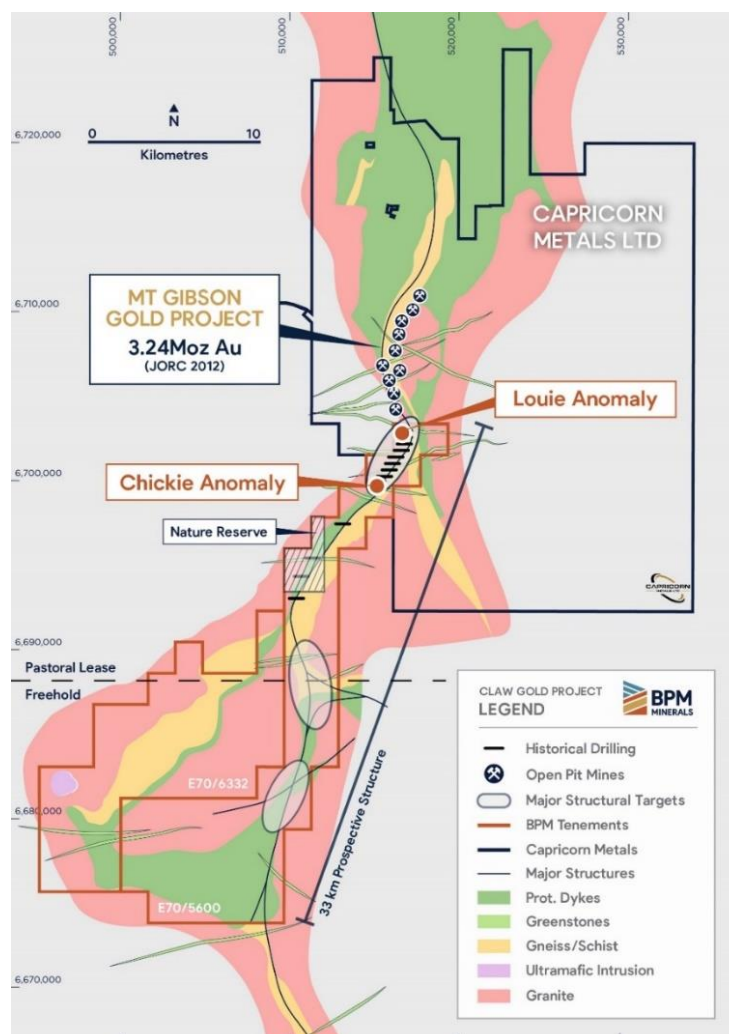 500,000
510,000
520,000
530,000
6,720,000
N
0 10
Kilometres
CAPRICORN
METALS LTD
6,710,000
MT GIBSON
GOLD PROJECT
3.24Moz Au
(JORC 2012)
Louie Anomaly
6,700,000
Chickie Anomaly
Nature Reserve
CAPRICORN
METALS LTD
6,690,000
Pastoral Lease
Freehold
33 km Prospective Structure
E70/6332
6,680,000
E70/5600
6,670,000
CLAW GOLD PROJECT
LEGEND
BPM
MINERALS
Historical Drilling
Open Pit Mines
Major Structural Targets
BPM Tenements
Capricorn Metals
Major Structures
Prot. Dykes
Greenstones
Gneiss/Schist
Ultramafic Intrusion
Granite